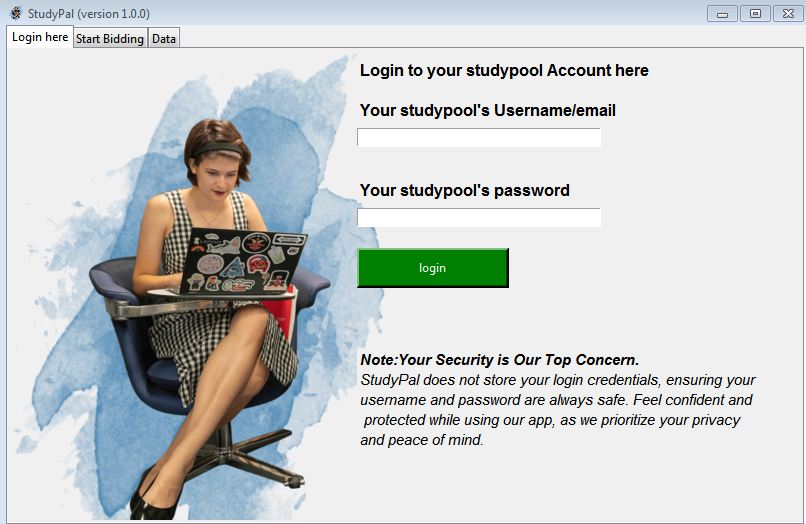 StudyPal (version 1.0.0)
Login here Start Bidding Data
Login to your studypool Account here
Your studypool's Username/email
Your studypool's password
login
Note:Your Security is Our Top Concern.
StudyPal does not store your login credentials, ensuring your
username and password are always safe. Feel confident and
protected while using our app, as we prioritize your privacy
and peace of mind.